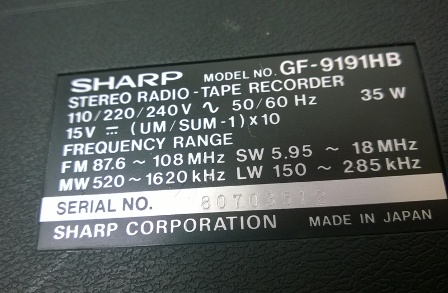 SHARP MODEL NO. GF-9191HB
STEREO RADIO-TAPE RECORDER
110/220/240V ∿ 50/60 Hz 35 W
15V ⎓ (UM/SUM-1)×10
FREQUENCY RANGE
FM 87.6 ~ 108 MHz SW 5.95 ~ 18 MHz
MW 520 ~ 1620 kHz LW 150 ~ 285 kHz
SERIAL NO.
SHARP CORPORATION MADE IN JAPAN